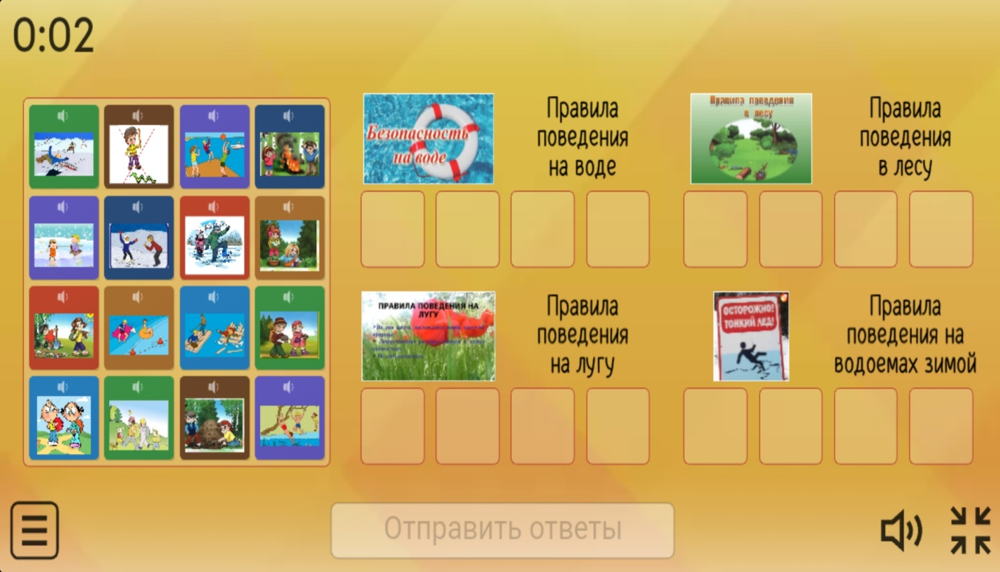 0:02
Безопасность
на воде
Правила
поведения
на воде
Правила поведения
в лесу
Правила
поведения
в лесу
ПРАВИЛА ПОВЕДЕНИЯ НА
ЛУГУ
Правила
поведения
на лугу
ОСТОРОЖНО!
ТОНКИЙ ЛЕД!
Правила
поведения на
водоемах зимой
Отправить ответы